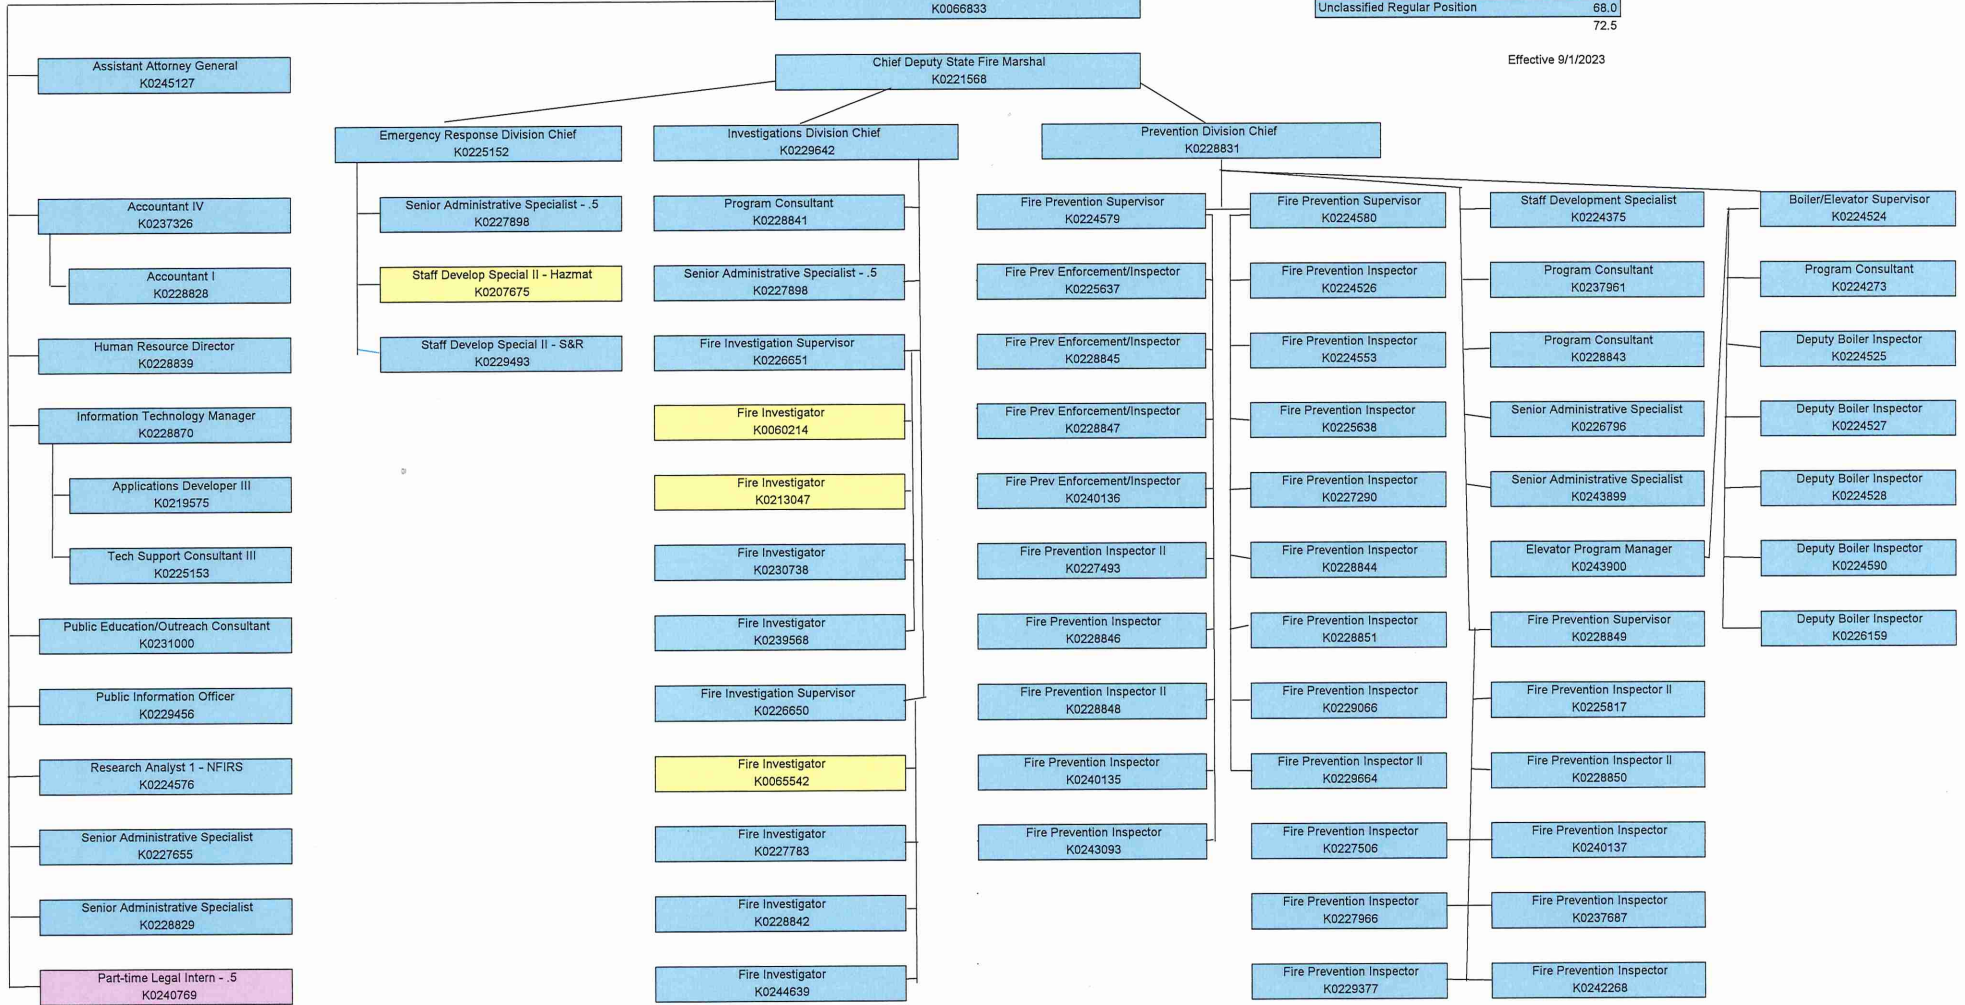 K0066833
Unclassified Regular Position 68.0
72.5
Effective 9/1/2023
Chief Deputy State Fire Marshal
K0221568
Assistant Attorney General
K0245127
Accountant IV
K0237326
Accountant I
K0228828
Human Resource Director
K0228839
Information Technology Manager
K0228870
Applications Developer III
K0219575
Tech Support Consultant III
K0225153
Public Education/Outreach Consultant
K0231000
Public Information Officer
K0229456
Research Analyst 1 - NFIRS
K0224576
Senior Administrative Specialist
K0227655
Senior Administrative Specialist
K0228829
Part-time Legal Intern - .5
K0240769
Emergency Response Division Chief
K0225152
Senior Administrative Specialist - .5
K0227898
Staff Develop Special II - Hazmat
K0207675
Staff Develop Special II - S&R
K0229493
Investigations Division Chief
K0229642
Program Consultant
K0228841
Senior Administrative Specialist - .5
K0227898
Fire Investigation Supervisor
K0226651
Fire Investigator
K0060214
Fire Investigator
K0213047
Fire Investigator
K0230738
Fire Investigator
K0239568
Fire Investigation Supervisor
K0226650
Fire Investigator
K0065542
Fire Investigator
K0227783
Fire Investigator
K0228842
Fire Investigator
K0244639
Prevention Division Chief
K0228831
Fire Prevention Supervisor
K0224579
Fire Prev Enforcement/Inspector
K0225637
Fire Prev Enforcement/Inspector
K0228845
Fire Prev Enforcement/Inspector
K0228847
Fire Prev Enforcement/Inspector
K0240136
Fire Prevention Inspector II
K0227493
Fire Prevention Inspector
K0228846
Fire Prevention Inspector II
K0228848
Fire Prevention Inspector
K0240135
Fire Prevention Inspector
K0243093
Fire Prevention Supervisor
K0224580
Fire Prevention Inspector
K0224526
Fire Prevention Inspector
K0224553
Fire Prevention Inspector
K0225638
Fire Prevention Inspector
K0227290
Fire Prevention Inspector
K0228844
Fire Prevention Inspector
K0228851
Fire Prevention Inspector
K0229066
Fire Prevention Inspector II
K0229664
Fire Prevention Inspector
K0227506
Fire Prevention Inspector
K0227966
Fire Prevention Inspector
K0229377
Staff Development Specialist
K0224375
Program Consultant
K0237961
Program Consultant
K0228843
Senior Administrative Specialist
K0226796
Senior Administrative Specialist
K0243899
Elevator Program Manager
K0243900
Fire Prevention Supervisor
K0228849
Fire Prevention Inspector II
K0225817
Fire Prevention Inspector II
K0228850
Fire Prevention Inspector
K0240137
Fire Prevention Inspector
K0237687
Fire Prevention Inspector
K0242268
Boiler/Elevator Supervisor
K0224524
Program Consultant
K0224273
Deputy Boiler Inspector
K0224525
Deputy Boiler Inspector
K0224527
Deputy Boiler Inspector
K0224528
Deputy Boiler Inspector
K0224590
Deputy Boiler Inspector
K0226159